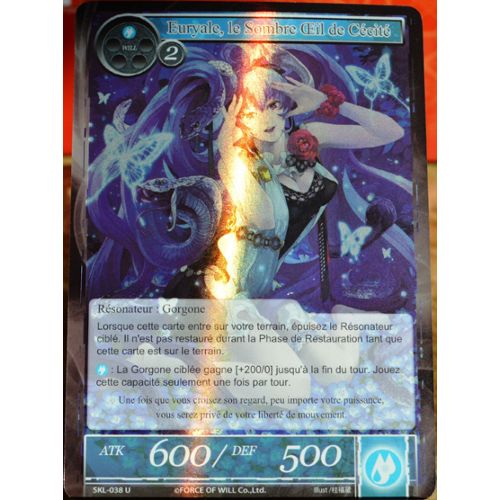 Euryale, le Sombre Œil de Cécité
WILL
2
Résonateur : Gorgone
Lorsque cette carte entre sur votre terrain, épuisez le Résonateur
ciblé. Il n'est pas restauré durant la Phase de Restauration tant que
cette carte est sur le terrain.
: La Gorgone ciblée gagne [+200/0] jusqu'à la fin du tour. Jouez
cette capacité seulement une fois par tour.
Une fois que vous croisez son regard, peu importe votre puissance,
vous serez privé de votre liberté de mouvement.
ATK 600 / DEF 500
SKL-038 U ©FORCE OF WILL Co.,Ltd. Illust/桂福蔵